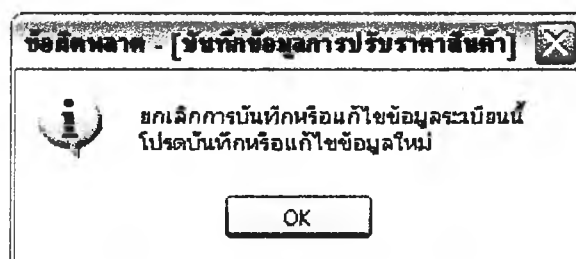 ข้อผิดพลาด - [บันทึกข้อมูลการปรับราคาสินค้า]
ยกเลิกการบันทึกหรือแก้ไขข้อมูลระเบียนนี้
โปรดบันทึกหรือแก้ไขข้อมูลใหม่
OK